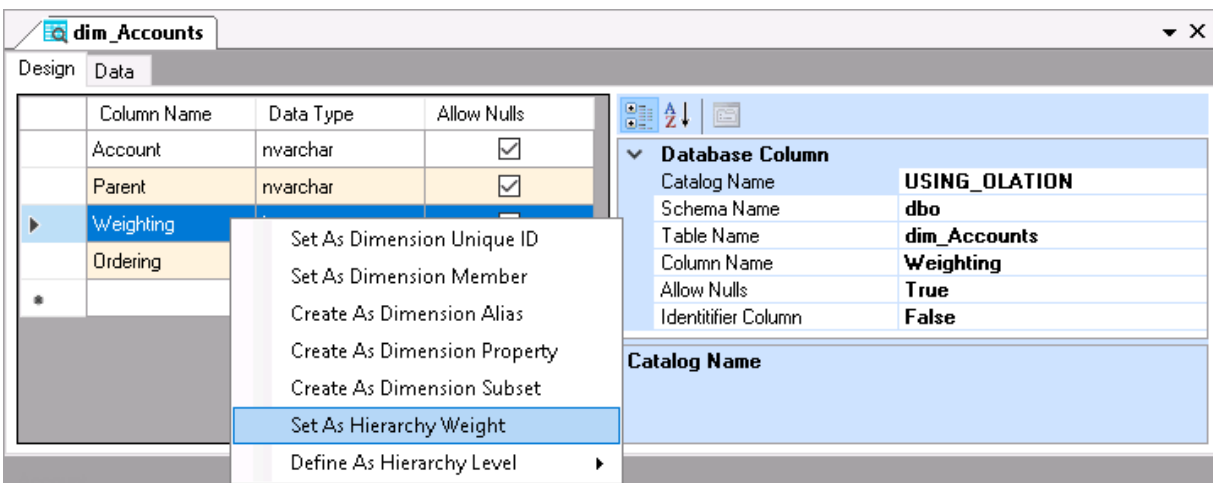 dim_Accounts
Design Data
Column Name Data Type Allow Nulls
Account nvarchar
Parent nvarchar
Weighting
Ordering
Set As Dimension Unique ID
Set As Dimension Member
Create As Dimension Alias
Create As Dimension Property
Create As Dimension Subset
Set As Hierarchy Weight
Define As Hierarchy Level
Database Column
Catalog Name USING_OLATION
Schema Name dbo
Table Name dim_Accounts
Column Name Weighting
Allow Nulls True
Identitifier Column False
Catalog Name